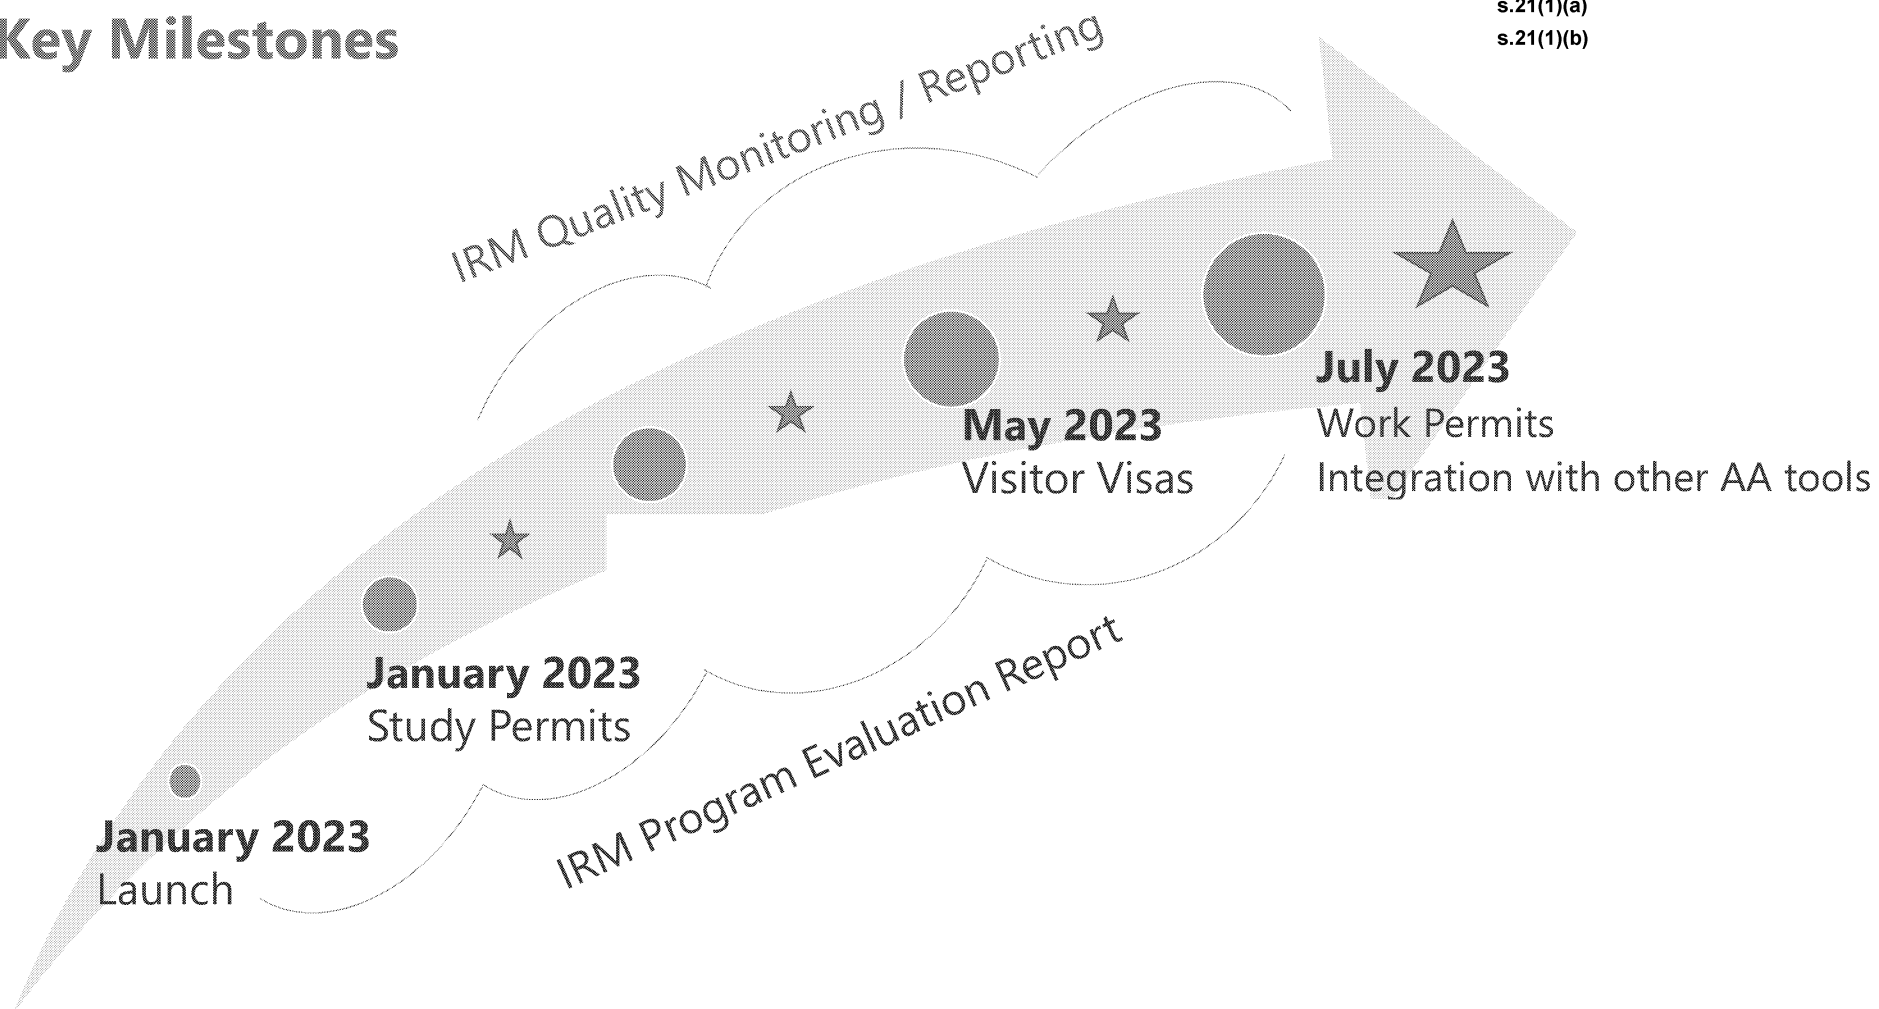 Key Milestones
s.21(1)(a)
s.21(1)(b)
IRM Quality Monitoring / Reporting
July 2023
Work Permits
Integration with other AA tools
May 2023
Visitor Visas
January 2023
Study Permits
January 2023
Launch
IRM Program Evaluation Report